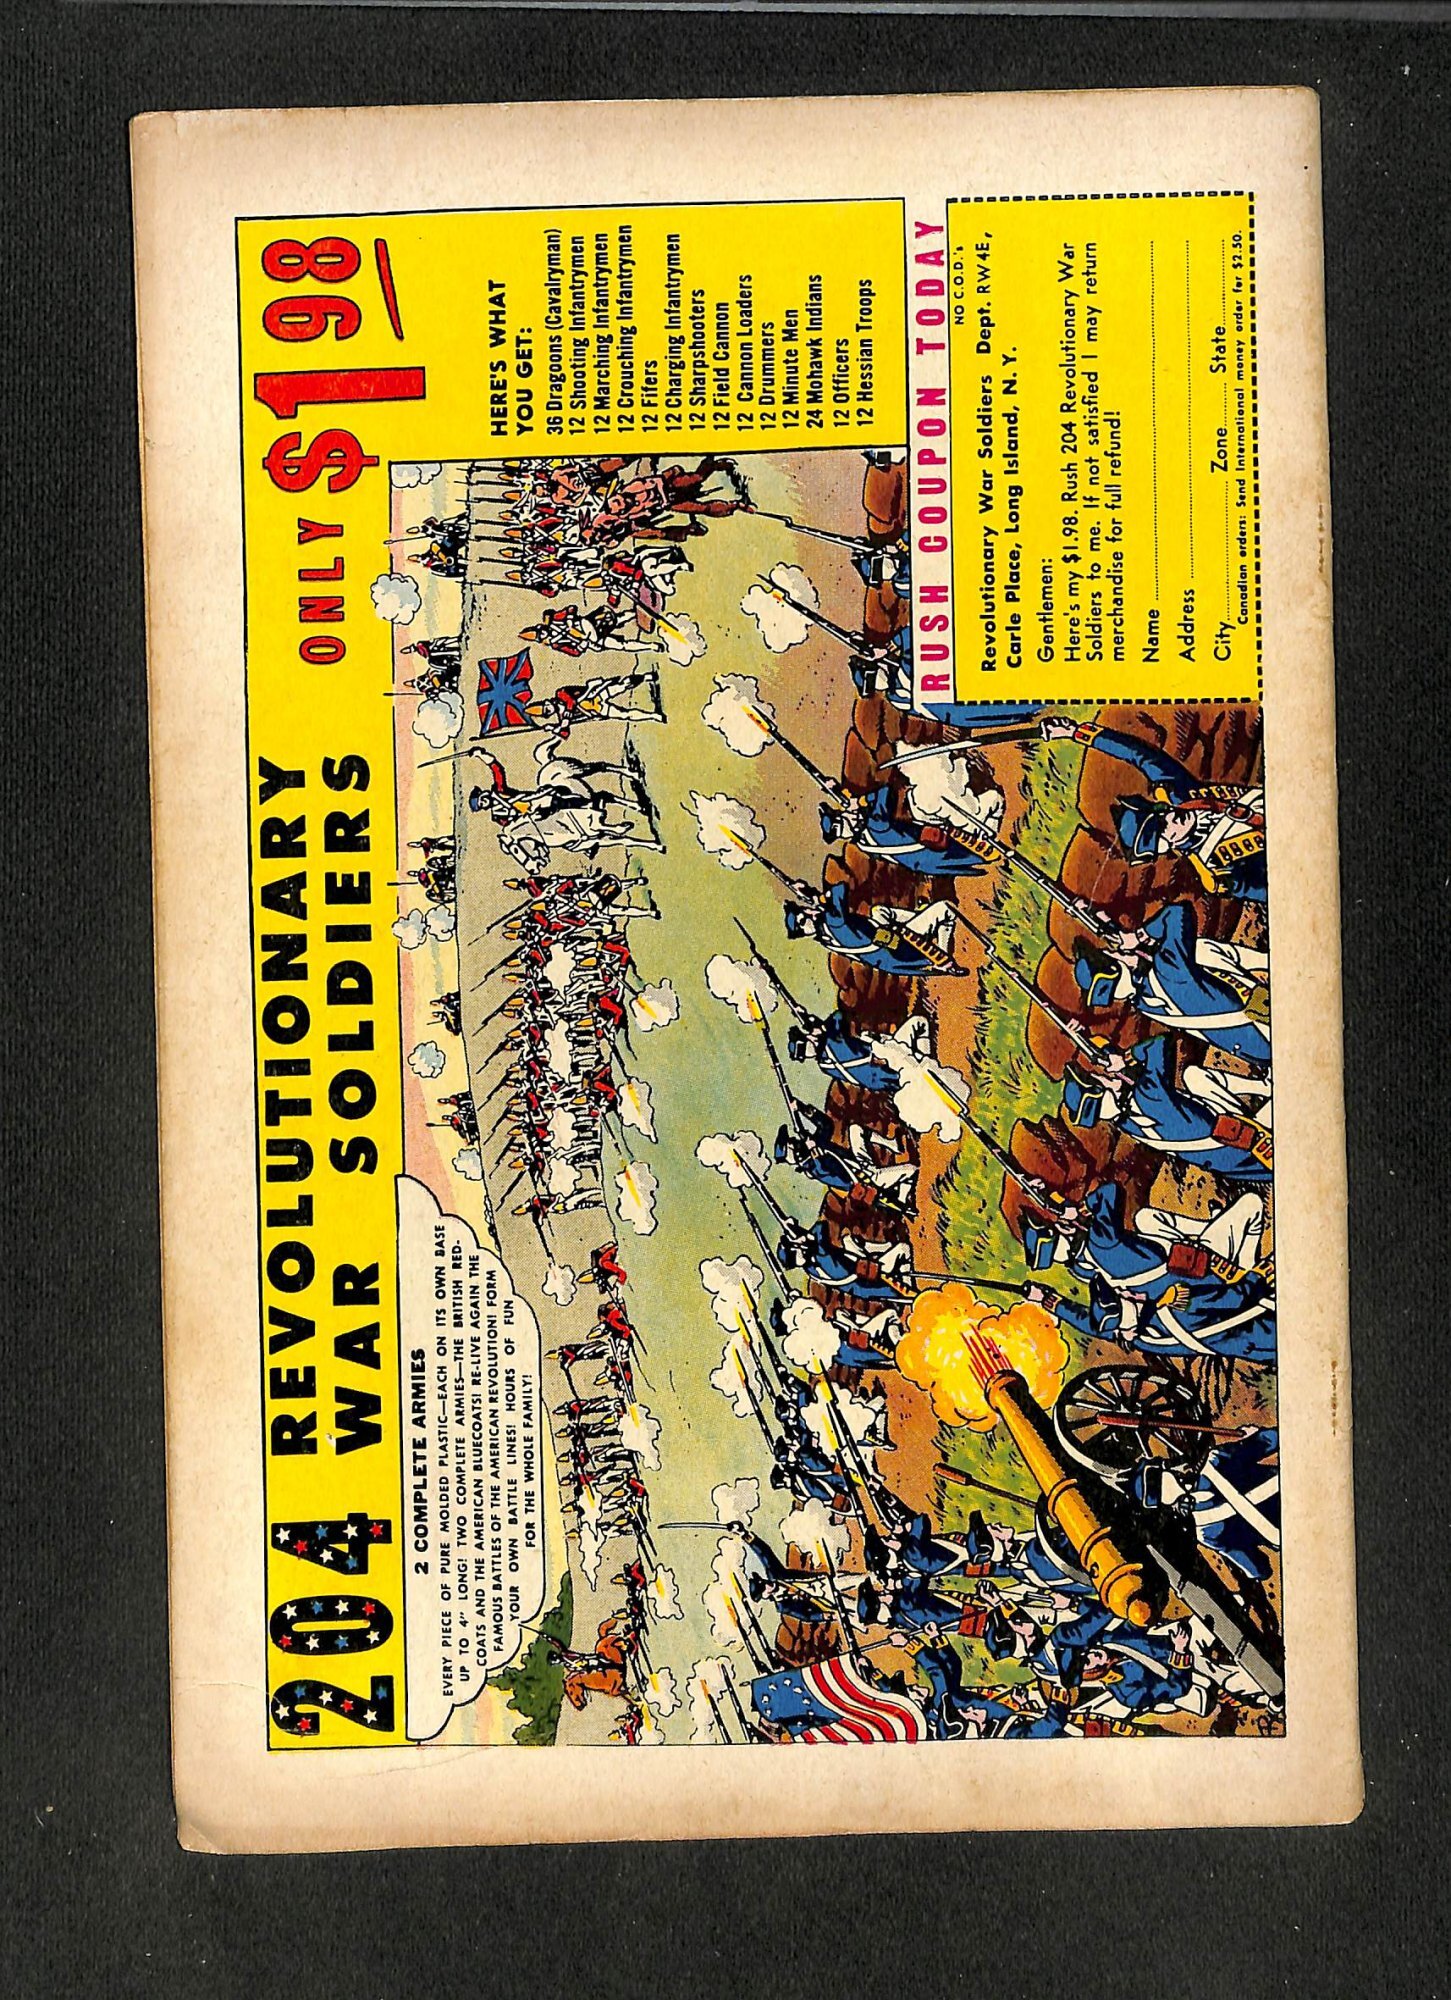 204 REVOLUTIONARY
WAR SOLDIERS
ONLY $1 98
2 COMPLETE ARMIES
EVERY PIECE OF PURE MOLDED PLASTIC—EACH ON ITS OWN BASE
UP TO 4" LONG! TWO COMPLETE ARMIES—THE BRITISH RED-
COATS AND THE AMERICAN BLUECOATS! RE-LIVE AGAIN THE
FAMOUS BATTLES OF THE AMERICAN REVOLUTION! FORM
YOUR OWN BATTLE LINES! HOURS OF FUN
FOR THE WHOLE FAMILY!
HERE'S WHAT
YOU GET:
36 Dragoons (Cavalryman)
12 Shooting Infantrymen
12 Marching Infantrymen
12 Crouching Infantrymen
12 Fifers
12 Charging Infantrymen
12 Sharpshooters
12 Field Cannon
12 Cannon Loaders
12 Drummers
12 Minute Men
24 Mohawk Indians
12 Officers
12 Hessian Troops
RUSH COUPON TODAY
NO C.O.D.'s
Revolutionary War Soldiers Dept. RW4E,
Carle Place, Long Island, N. Y.
Gentlemen:
Here's my $1.98. Rush 204 Revolutionary War
Soldiers to me. If not satisfied I may return
merchandise for full refund!
Name
Address
City Zone State
Canadian orders: Send International money order for $2.50.